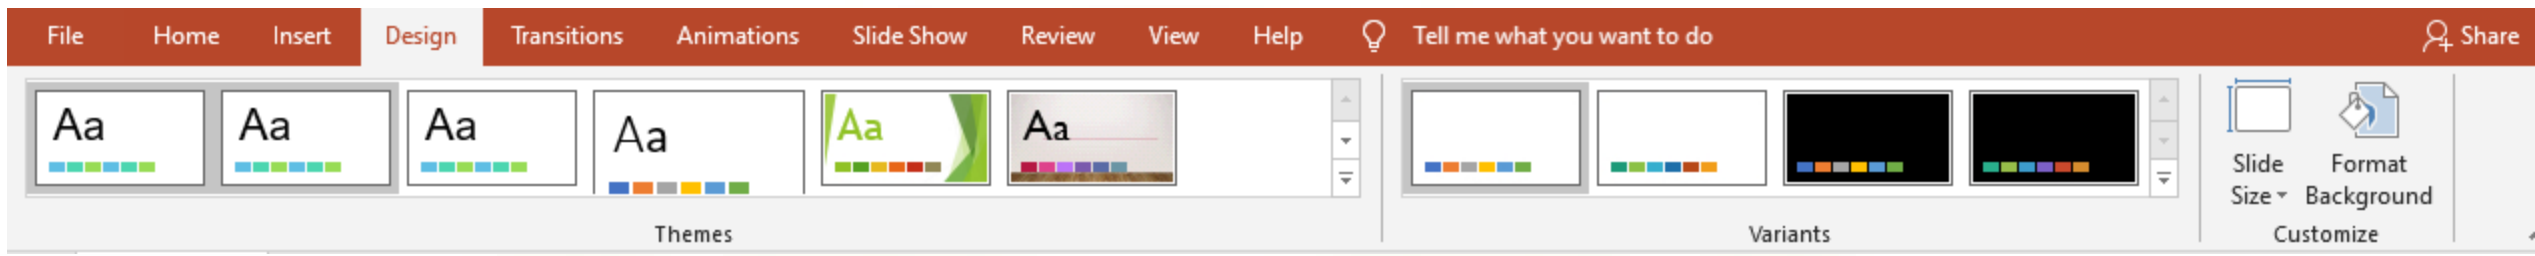 File Home Insert Design Transitions Animations Slide Show Review View Help Tell me what you want to do Share
Aa Aa Aa Aa Aa Aa
Themes
Variants
Slide Size
Format Background
Customize